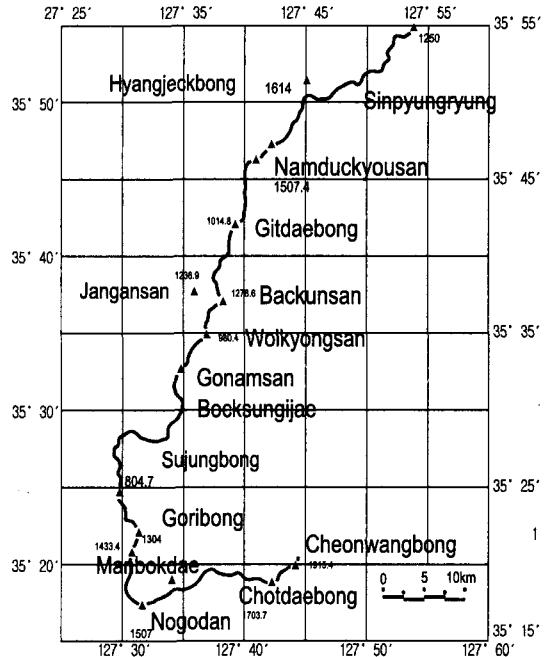 127° 25′ 127° 35′ 127° 45′ 127° 55′
35° 55′
1250
Hyangjeckbong
1614
35° 50′
Sinpyungryung
Namduckyousan
1507.4
35° 45′
1014.8
Gitdaebong
35° 40′
1236.9
Jangansan
1278.6
Backunsan
980.4
Wolkyongsan
35° 35′
Gonamsan
35° 30′
Bocksungijae
Sujungbong
804.7
35° 25′
Goribong
1304
1433.4
Cheonwangbong
35° 20′
Manbokdae
1915.4
0 5 10km
Chotdaebong
1703.7
Nogodan
1507
35° 15′
127° 30′ 127° 40′ 127° 50′ 127° 60′
1